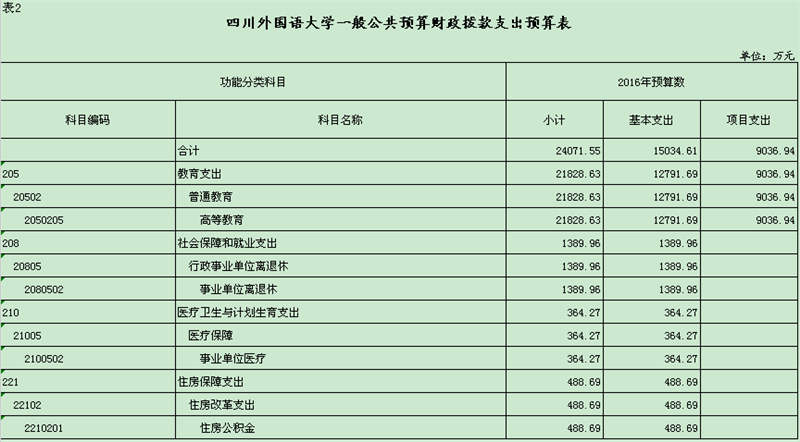 表2
四川外国语大学一般公共预算财政拨款支出预算表
单位：万元
功能分类科目 2016年预算数
科目编码 科目名称 小计 基本支出 项目支出
合计 24071.55 15034.61 9036.94
205 教育支出 21828.63 12791.69 9036.94
20502 普通教育 21828.63 12791.69 9036.94
2050205 高等教育 21828.63 12791.69 9036.94
208 社会保障和就业支出 1389.96 1389.96
20805 行政事业单位离退休 1389.96 1389.96
2080502 事业单位离退休 1389.96 1389.96
210 医疗卫生与计划生育支出 364.27 364.27
21005 医疗保障 364.27 364.27
2100502 事业单位医疗 364.27 364.27
221 住房保障支出 488.69 488.69
22102 住房改革支出 488.69 488.69
2210201 住房公积金 488.69 488.69